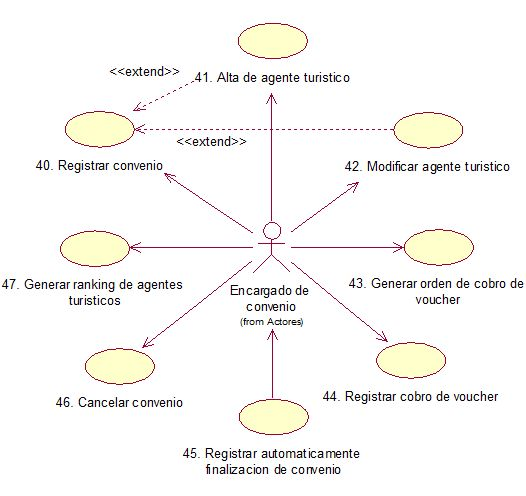 <<extend>>
41. Alta de agente turistico
<<extend>>
40. Registrar convenio
42. Modificar agente turistico
47. Generar ranking de agentes
turisticos
Encargado de
convenio
(from Actores)
43. Generar orden de cobro de
voucher
46. Cancelar convenio
44. Registrar cobro de voucher
45. Registrar automaticamente
finalizacion de convenio